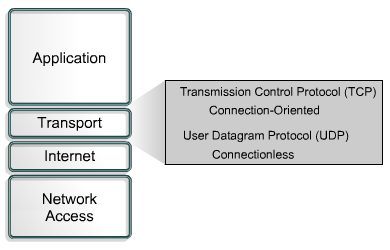 Application
Transport
Internet
Network
Access
Transmission Control Protocol (TCP)
Connection-Oriented
User Datagram Protocol (UDP)
Connectionless